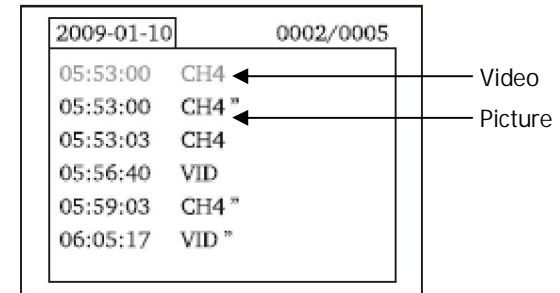 2009-01-10 0002/0005
05:53:00 CH4
Video
05:53:00 CH4 ”
Picture
05:53:03 CH4
05:56:40 VID
05:59:03 CH4 ”
06:05:17 VID ”